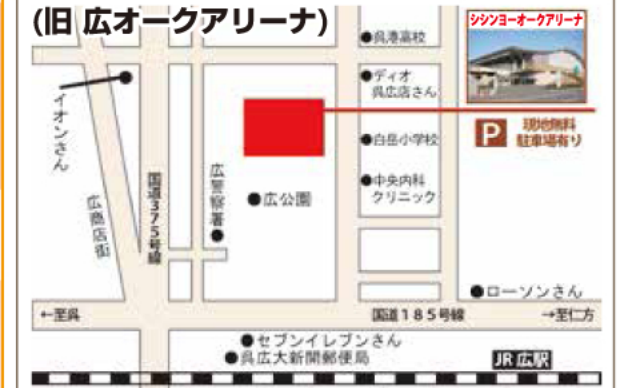 (旧 広オークアリーナ)
シシンヨーオークアリーナ
●呉港高校
●ディオ
呉広店さん
イオンさん
P 現地無料
駐車場有り
●白岳小学校
広警察署●
国道375号線
●中央内科
クリニック
●広公園
広商店街
●ローソンさん
←至呉
国道185号線
→至仁方
●セブンイレブンさん
●呉広大新開郵便局
JR 広駅